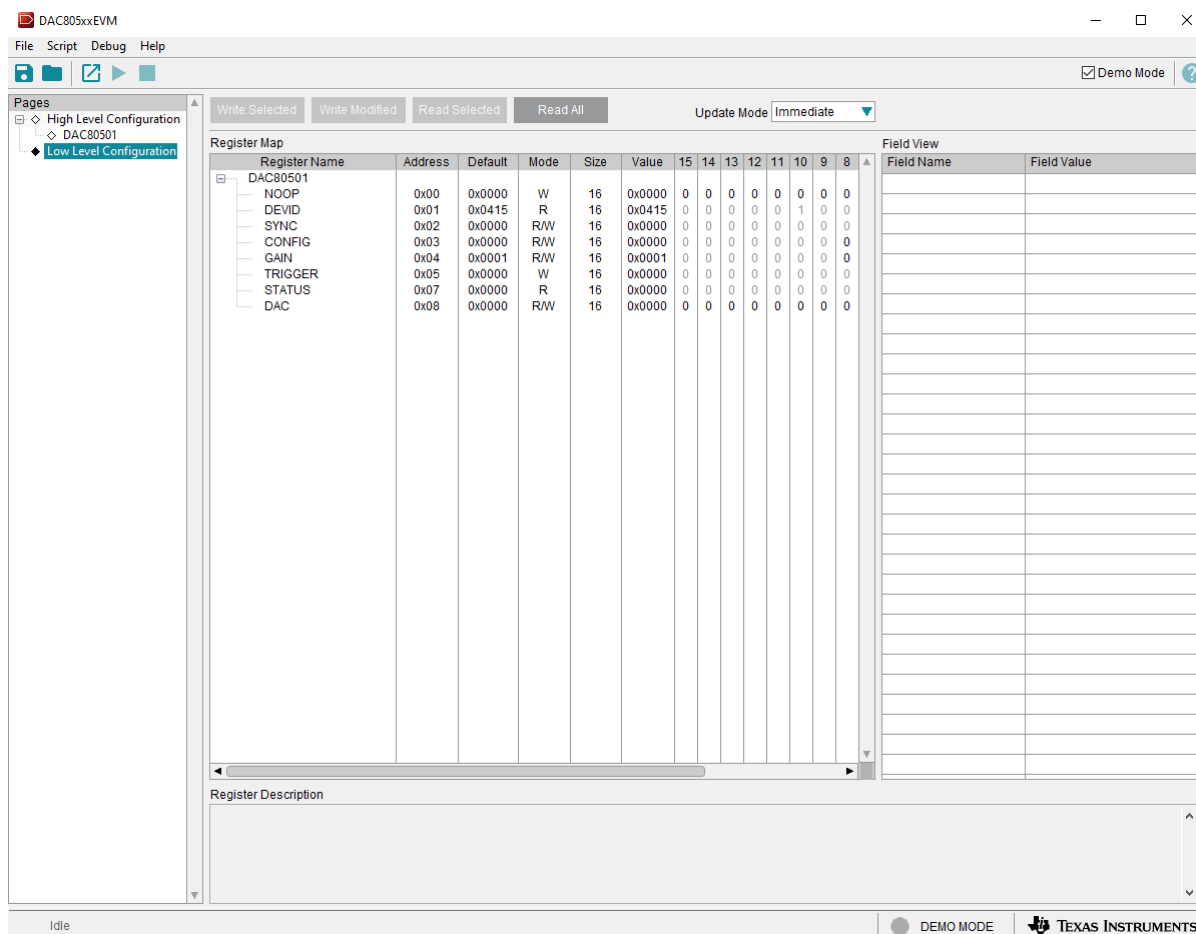 DAC805xxEVM
File Script Debug Help
Demo Mode ?
Pages
High Level Configuration
DAC80501
Low Level Configuration
Write Selected Write Modified Read Selected Read All Update Mode Immediate
Register Map
Register Name Address Default Mode Size Value 15 14 13 12 11 10 9 8
DAC80501
NOOP 0x00 0x0000 W 16 0x0000 0 0 0 0 0 0 0 0
DEVID 0x01 0x0415 R 16 0x0415 0 0 0 0 0 1 0 0
SYNC 0x02 0x0000 R/W 16 0x0000 0 0 0 0 0 0 0 0
CONFIG 0x03 0x0000 R/W 16 0x0000 0 0 0 0 0 0 0 0
GAIN 0x04 0x0001 R/W 16 0x0001 0 0 0 0 0 0 0 0
TRIGGER 0x05 0x0000 W 16 0x0000 0 0 0 0 0 0 0 0
STATUS 0x07 0x0000 R 16 0x0000 0 0 0 0 0 0 0 0
DAC 0x08 0x0000 R/W 16 0x0000 0 0 0 0 0 0 0 0
Field View
Field Name Field Value
Register Description
Idle DEMO MODE TEXAS INSTRUMENTS